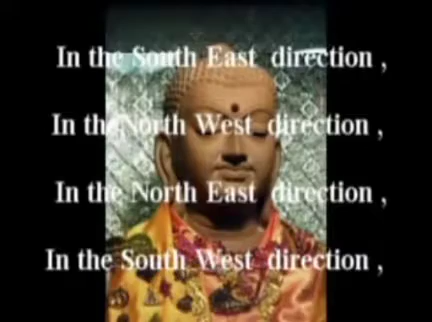 In the South East direction ,
In the North West direction ,
In the North East direction ,
In the South West direction ,